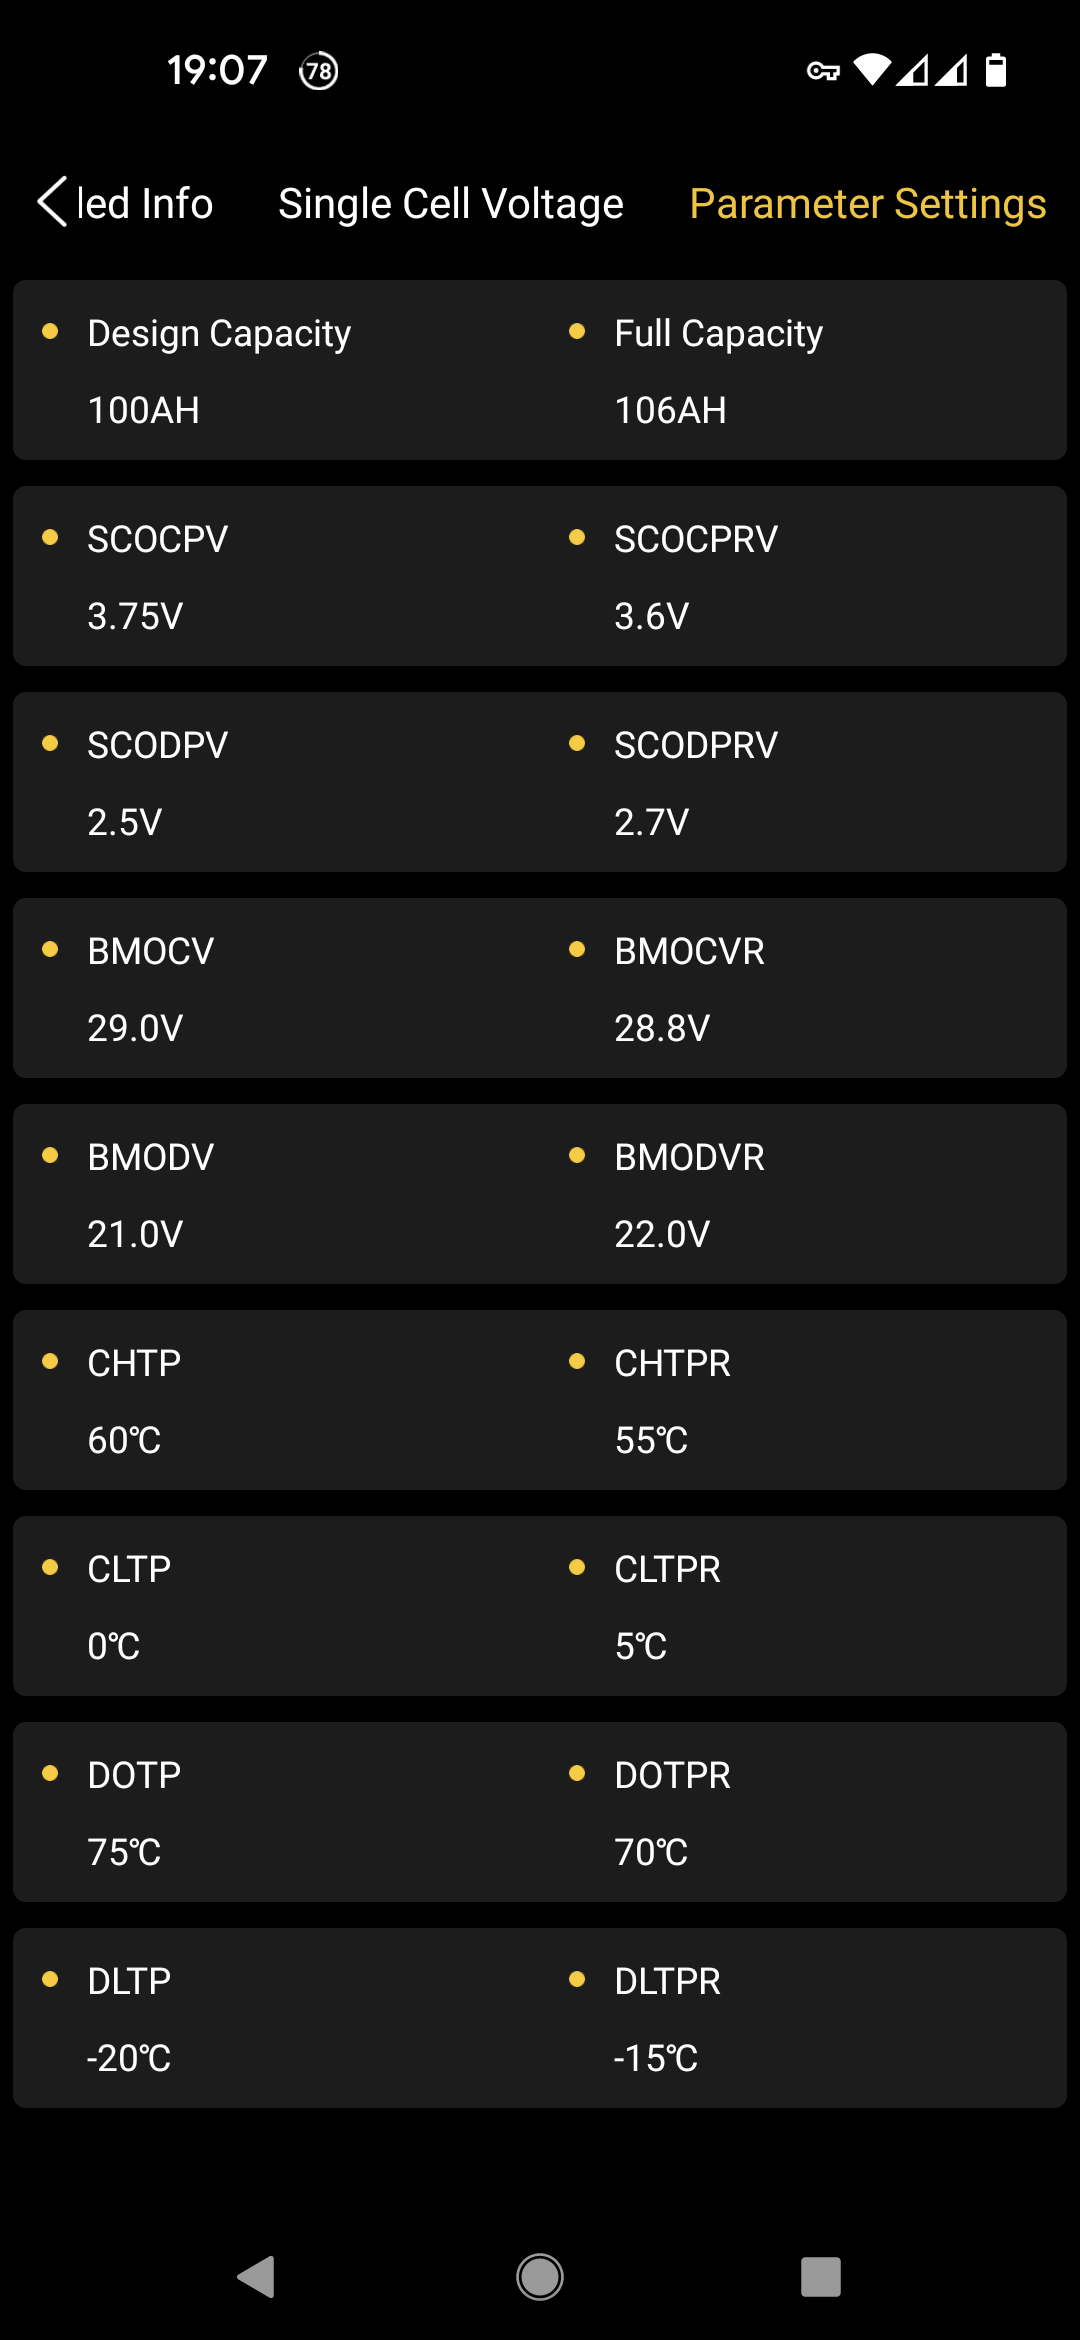 19:07 78
led Info Single Cell Voltage Parameter Settings
Design Capacity Full Capacity
100AH 106AH
SCOCPV SCOCPRV
3.75V 3.6V
SCODPV SCODPRV
2.5V 2.7V
BMOCV BMOCVR
29.0V 28.8V
BMODV BMODVR
21.0V 22.0V
CHTP CHTPR
60℃ 55℃
CLTP CLTPR
0℃ 5℃
DOTP DOTPR
75℃ 70℃
DLTP DLTPR
-20℃ -15℃